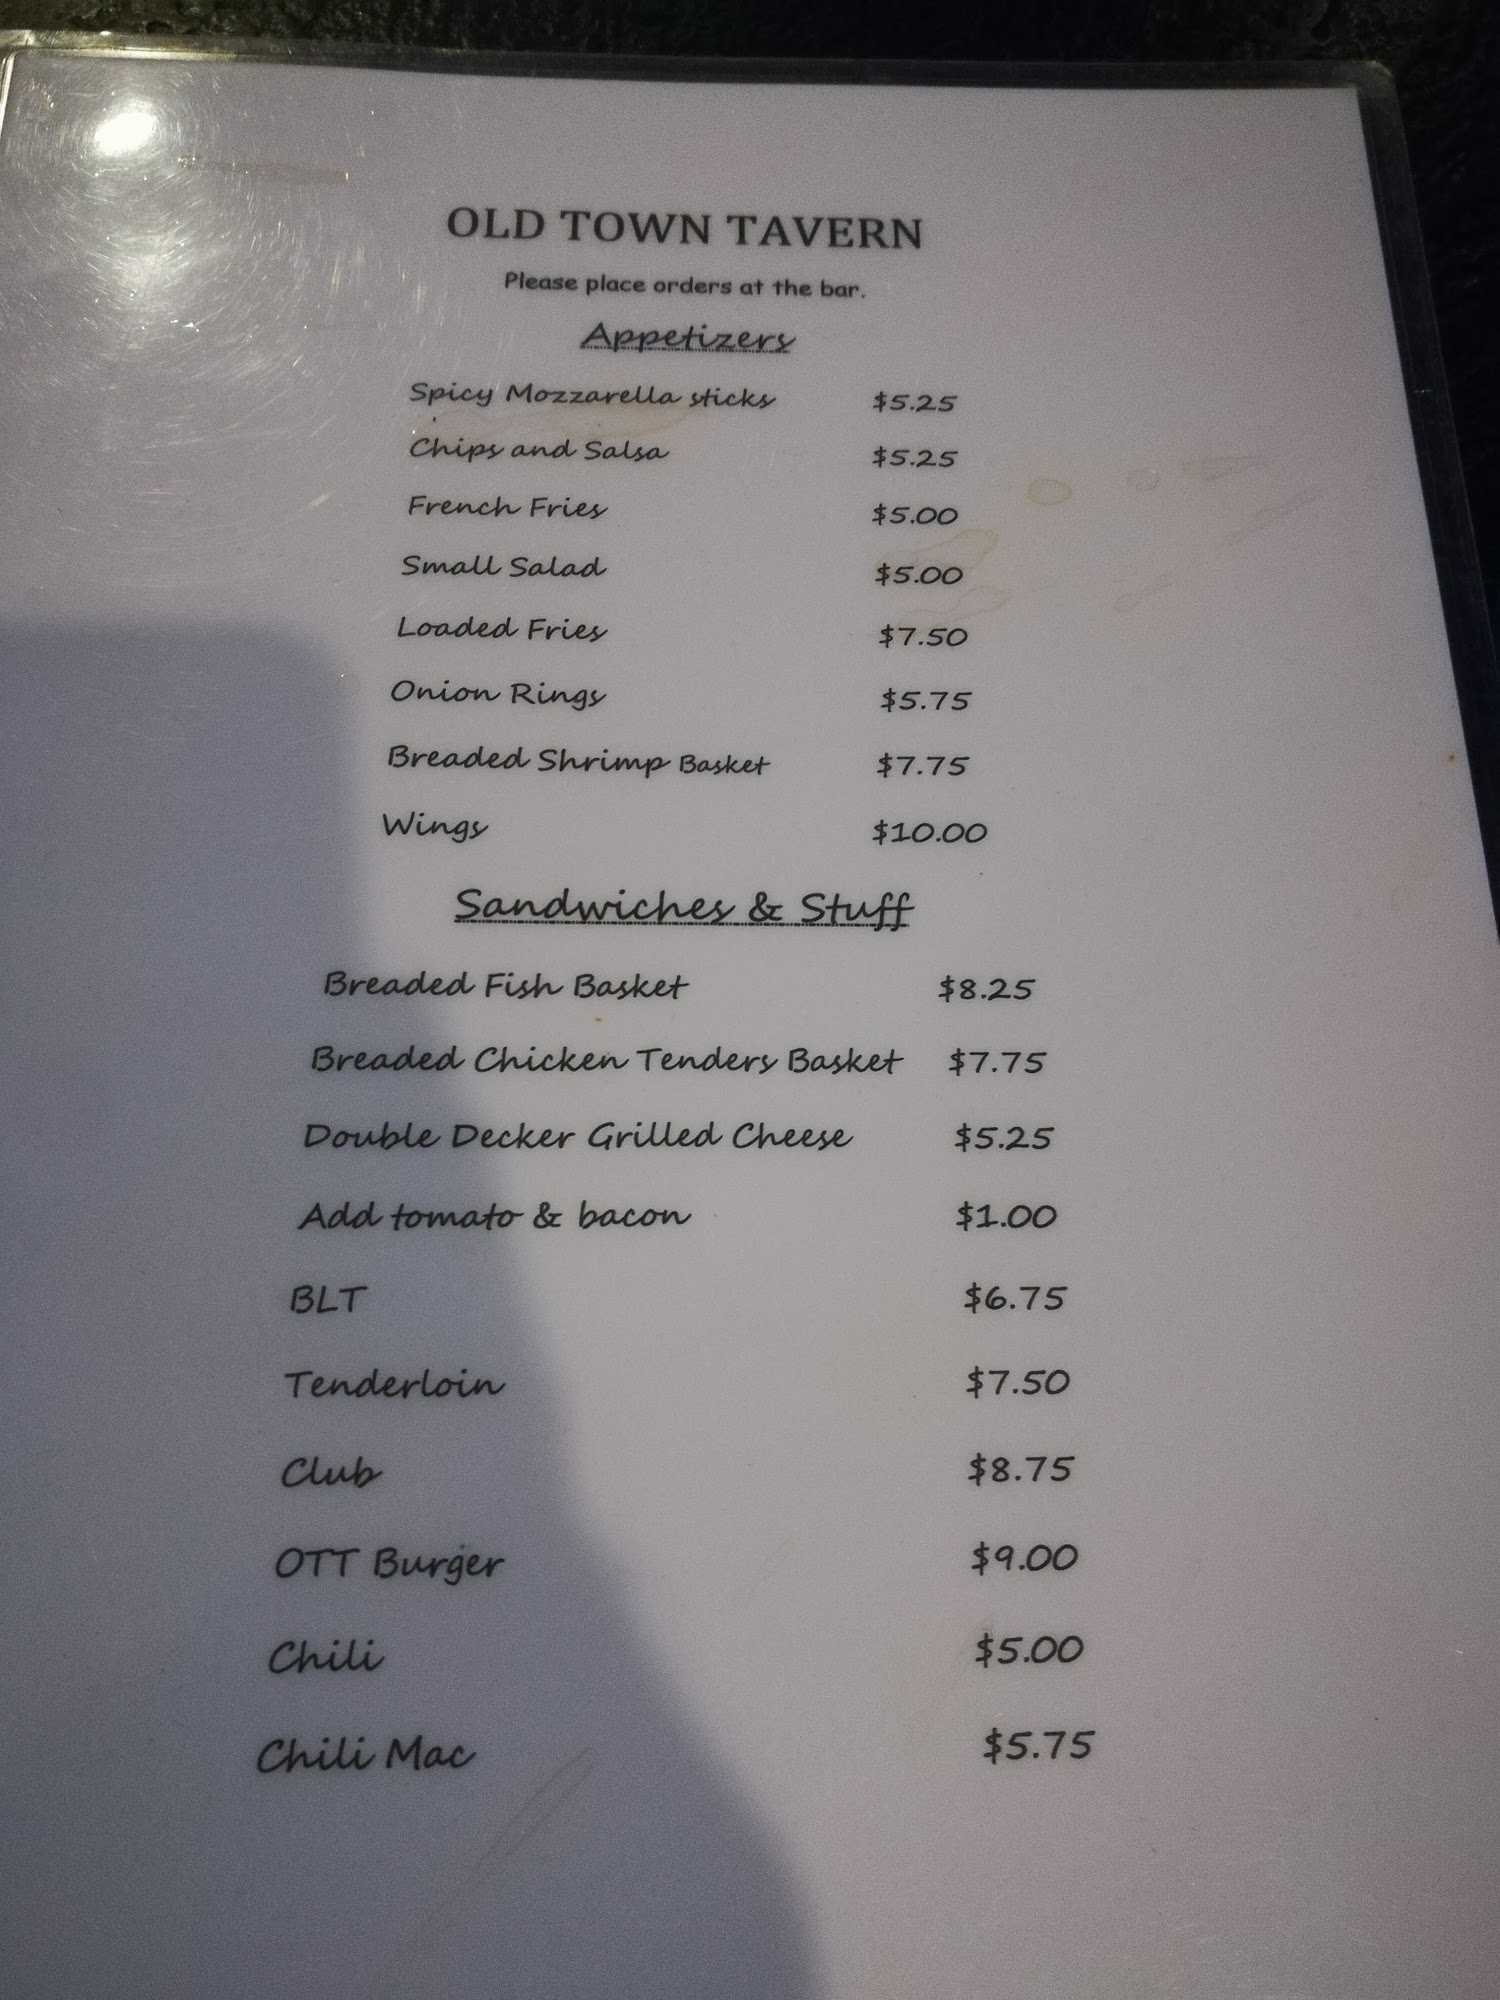 OLD TOWN TAVERN
Please place orders at the bar.
Appetizers
Spicy Mozzarella sticks $5.25
Chips and Salsa $5.25
French Fries $5.00
Small Salad $5.00
Loaded Fries $7.50
Onion Rings $5.75
Breaded Shrimp Basket $7.75
Wings $10.00
Sandwiches & Stuff
Breaded Fish Basket $8.25
Breaded Chicken Tenders Basket $7.75
Double Decker Grilled Cheese $5.25
Add tomato & bacon $1.00
BLT $6.75
Tenderloin $7.50
Club $8.75
OTT Burger $9.00
Chili $5.00
Chili Mac $5.75